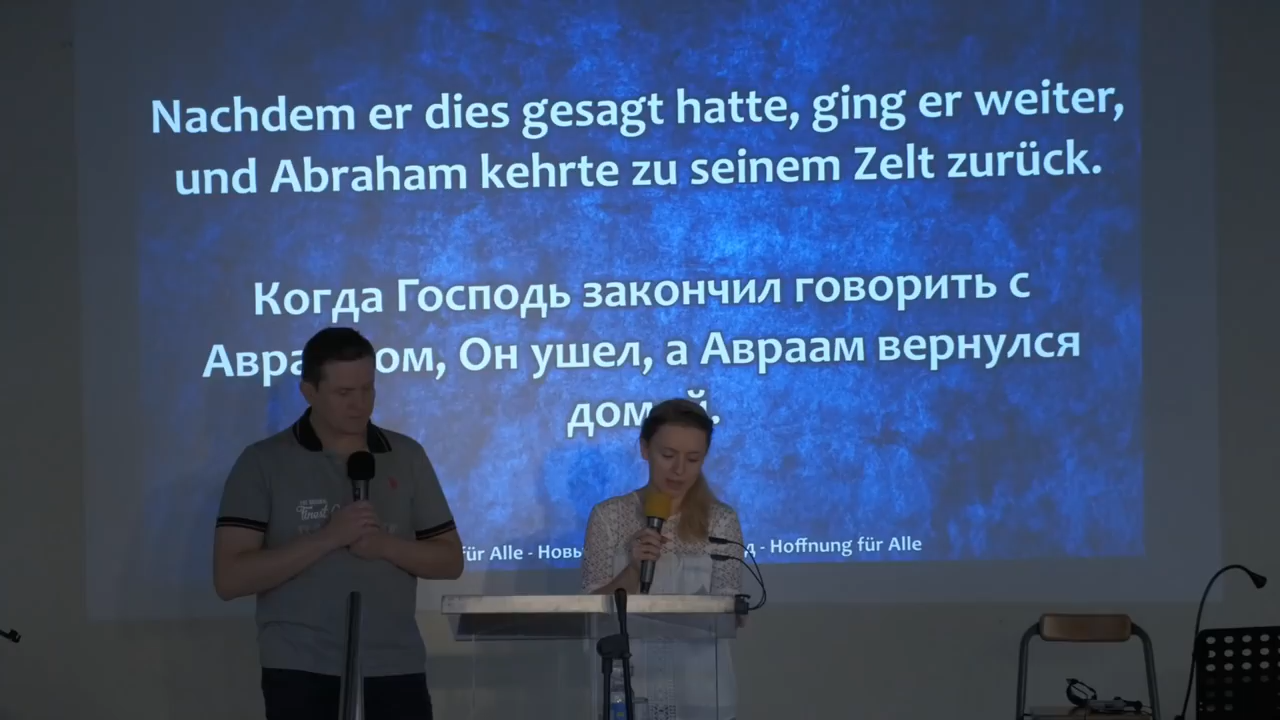 Nachdem er dies gesagt hatte, ging er weiter,
und Abraham kehrte zu seinem Zelt zurück.
Когда Господь закончил говорить с
Он ушел, а Авраам вернулся
für Alle - - Hoffnung für Alle